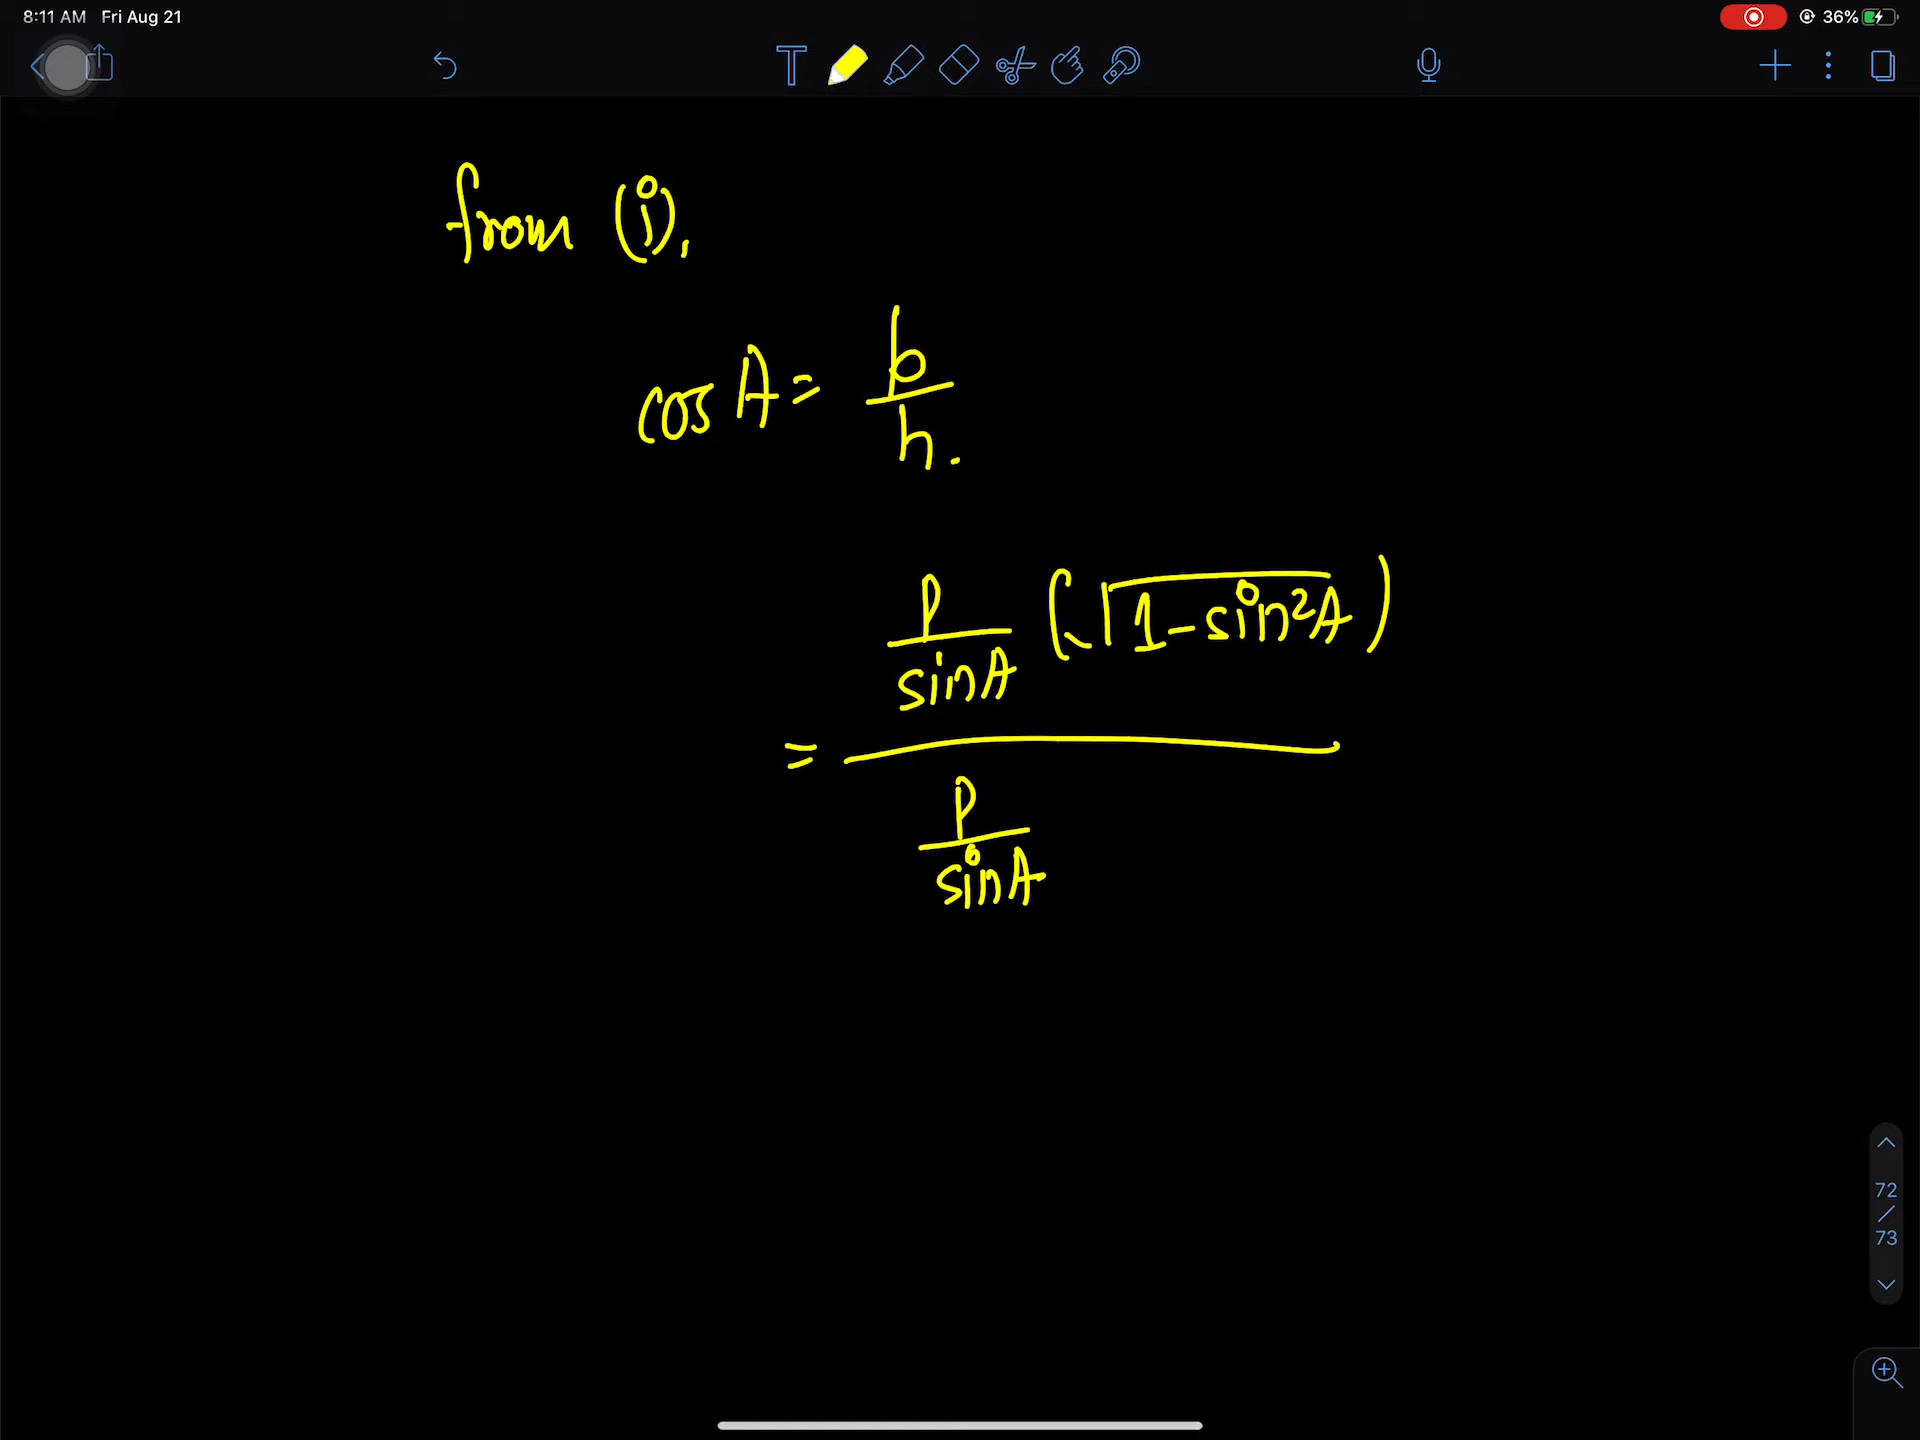 8:11 AM Fri Aug 21
36%
T
from (i),
cos A = b/h.
= p/sinA (√1-sin²A)
p/sinA
72
/
73